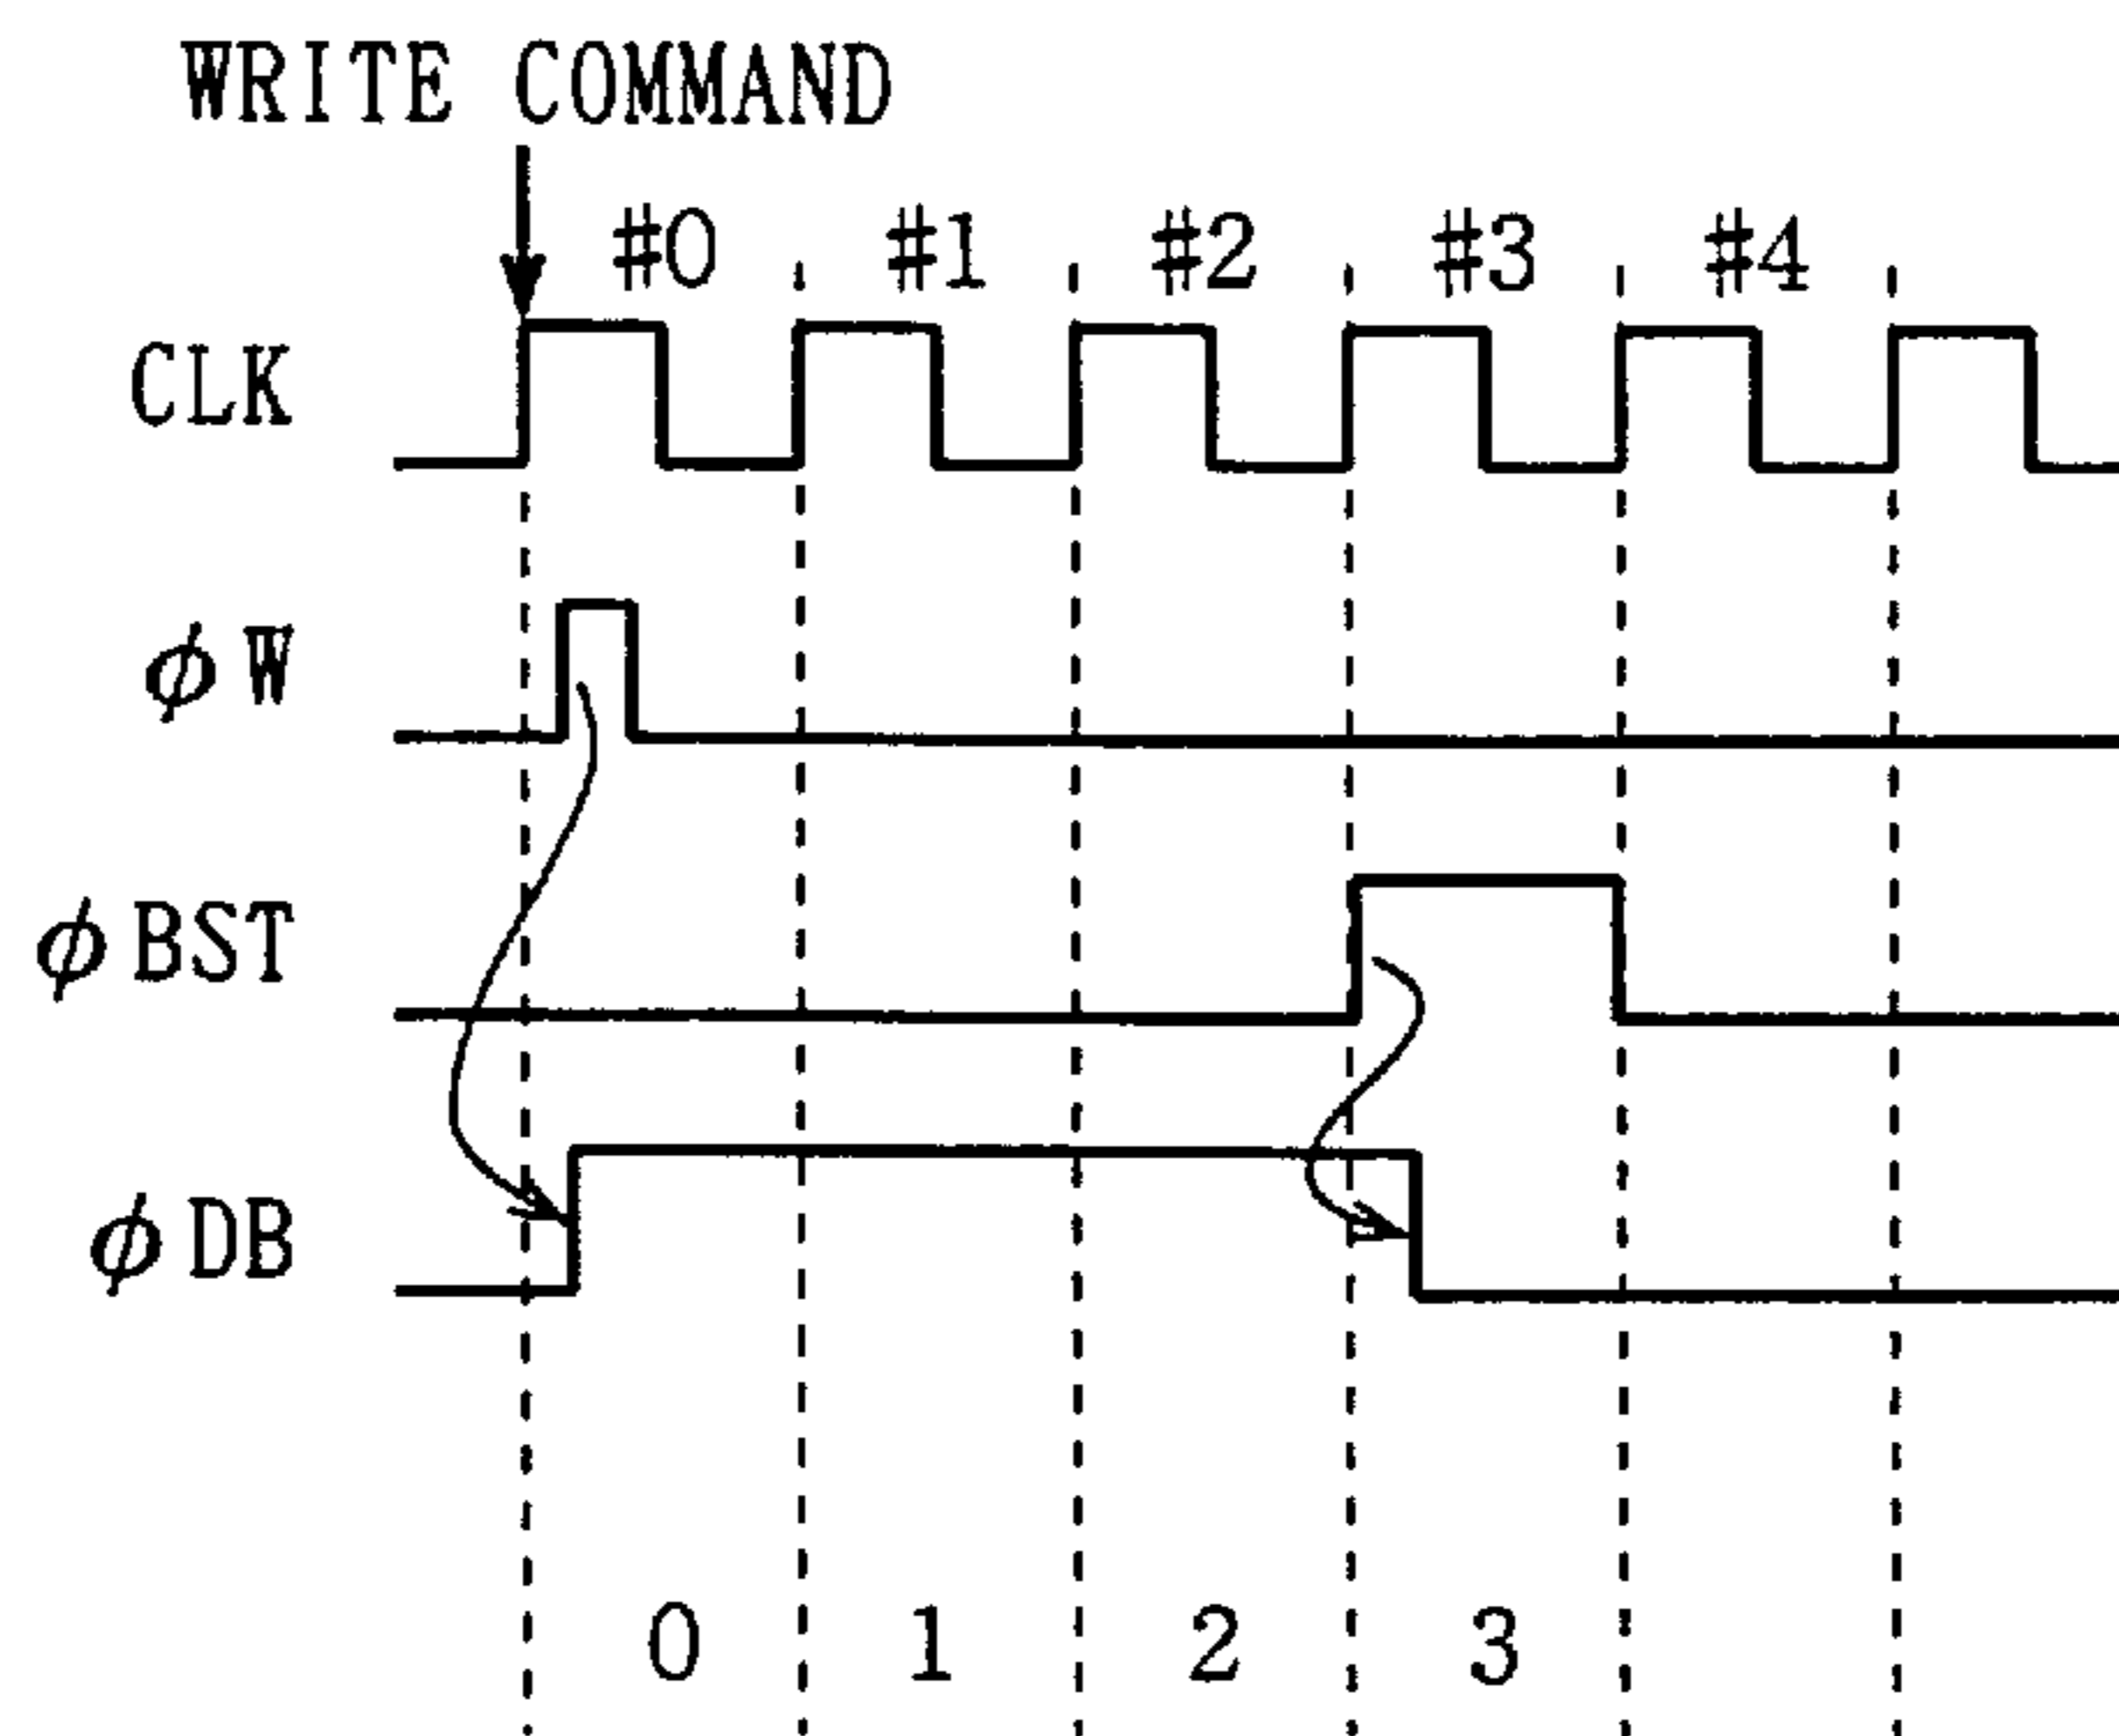 WRITE COMMAND
#0 #1 #2 #3 #4
CLK
φW
φBST
φDB
0 1 2 3